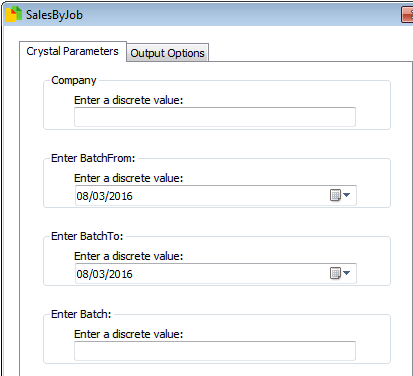 SalesByJob
Crystal Parameters
Output Options
Company
Enter a discrete value:
Enter BatchFrom:
Enter a discrete value:
08/03/2016
Enter BatchTo:
Enter a discrete value:
08/03/2016
Enter Batch:
Enter a discrete value: